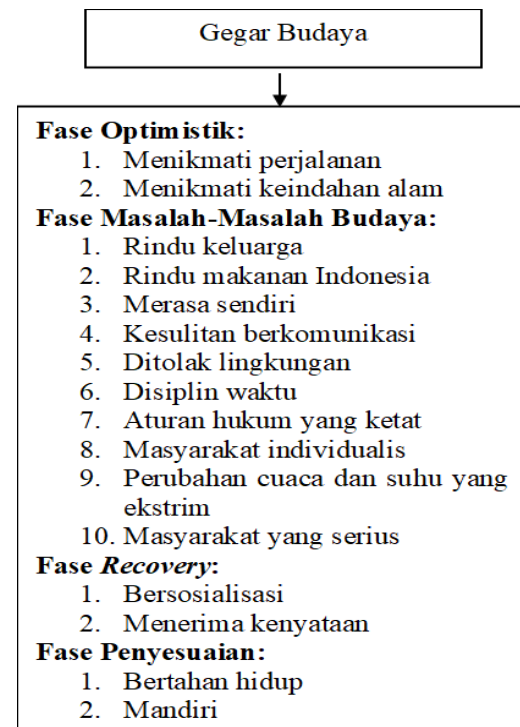 Gegar Budaya
Fase Optimistik:
1. Menikmati perjalanan
2. Menikmati keindahan alam
Fase Masalah-Masalah Budaya:
1. Rindu keluarga
2. Rindu makanan Indonesia
3. Merasa sendiri
4. Kesulitan berkomunikasi
5. Ditolak lingkungan
6. Disiplin waktu
7. Aturan hukum yang ketat
8. Masyarakat individualis
9. Perubahan cuaca dan suhu yang
ekstrim
10. Masyarakat yang serius
Fase Recovery:
1. Bersosialisasi
2. Menerima kenyataan
Fase Penyesuaian:
1. Bertahan hidup
2. Mandiri